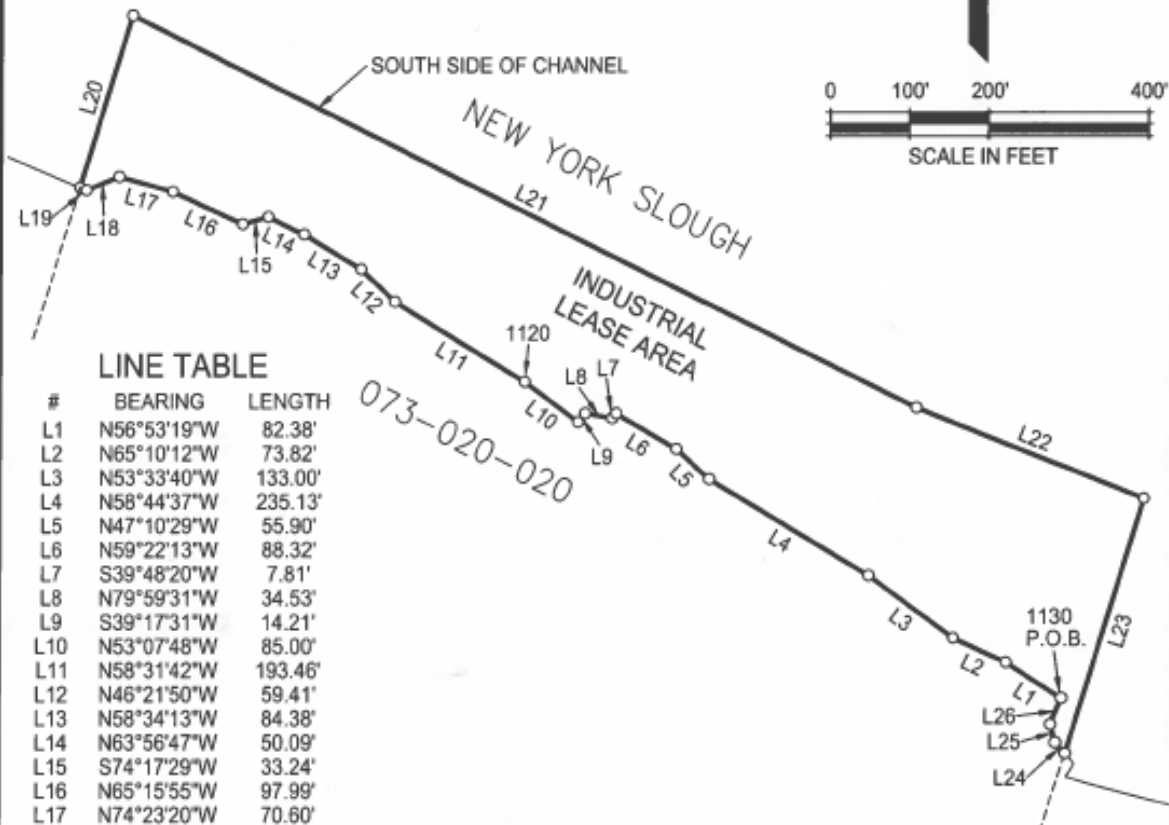 SOUTH SIDE OF CHANNEL
0 100' 200' 400'
SCALE IN FEET
NEW YORK SLOUGH
L20
L21
L19
L18
L17
L16
L15
L14
L13
L12
L11
1120
L10
L9
L8
L7
L6
L5
L4
L3
L2
L1
INDUSTRIAL
LEASE AREA
L22
L23
1130
P.O.B.
L26
L25
L24
073-020-020
LINE TABLE
# BEARING LENGTH
L1 N56°53'19"W 82.38'
L2 N65°10'12"W 73.82'
L3 N53°33'40"W 133.00'
L4 N58°44'37"W 235.13'
L5 N47°10'29"W 55.90'
L6 N59°22'13"W 88.32'
L7 S39°48'20"W 7.81'
L8 N79°59'31"W 34.53'
L9 S39°17'31"W 14.21'
L10 N53°07'48"W 85.00'
L11 N58°31'42"W 193.46'
L12 N46°21'50"W 59.41'
L13 N58°34'13"W 84.38'
L14 N63°56'47"W 50.09'
L15 S74°17'29"W 33.24'
L16 N65°15'55"W 97.99'
L17 N74°23'20"W 70.60'